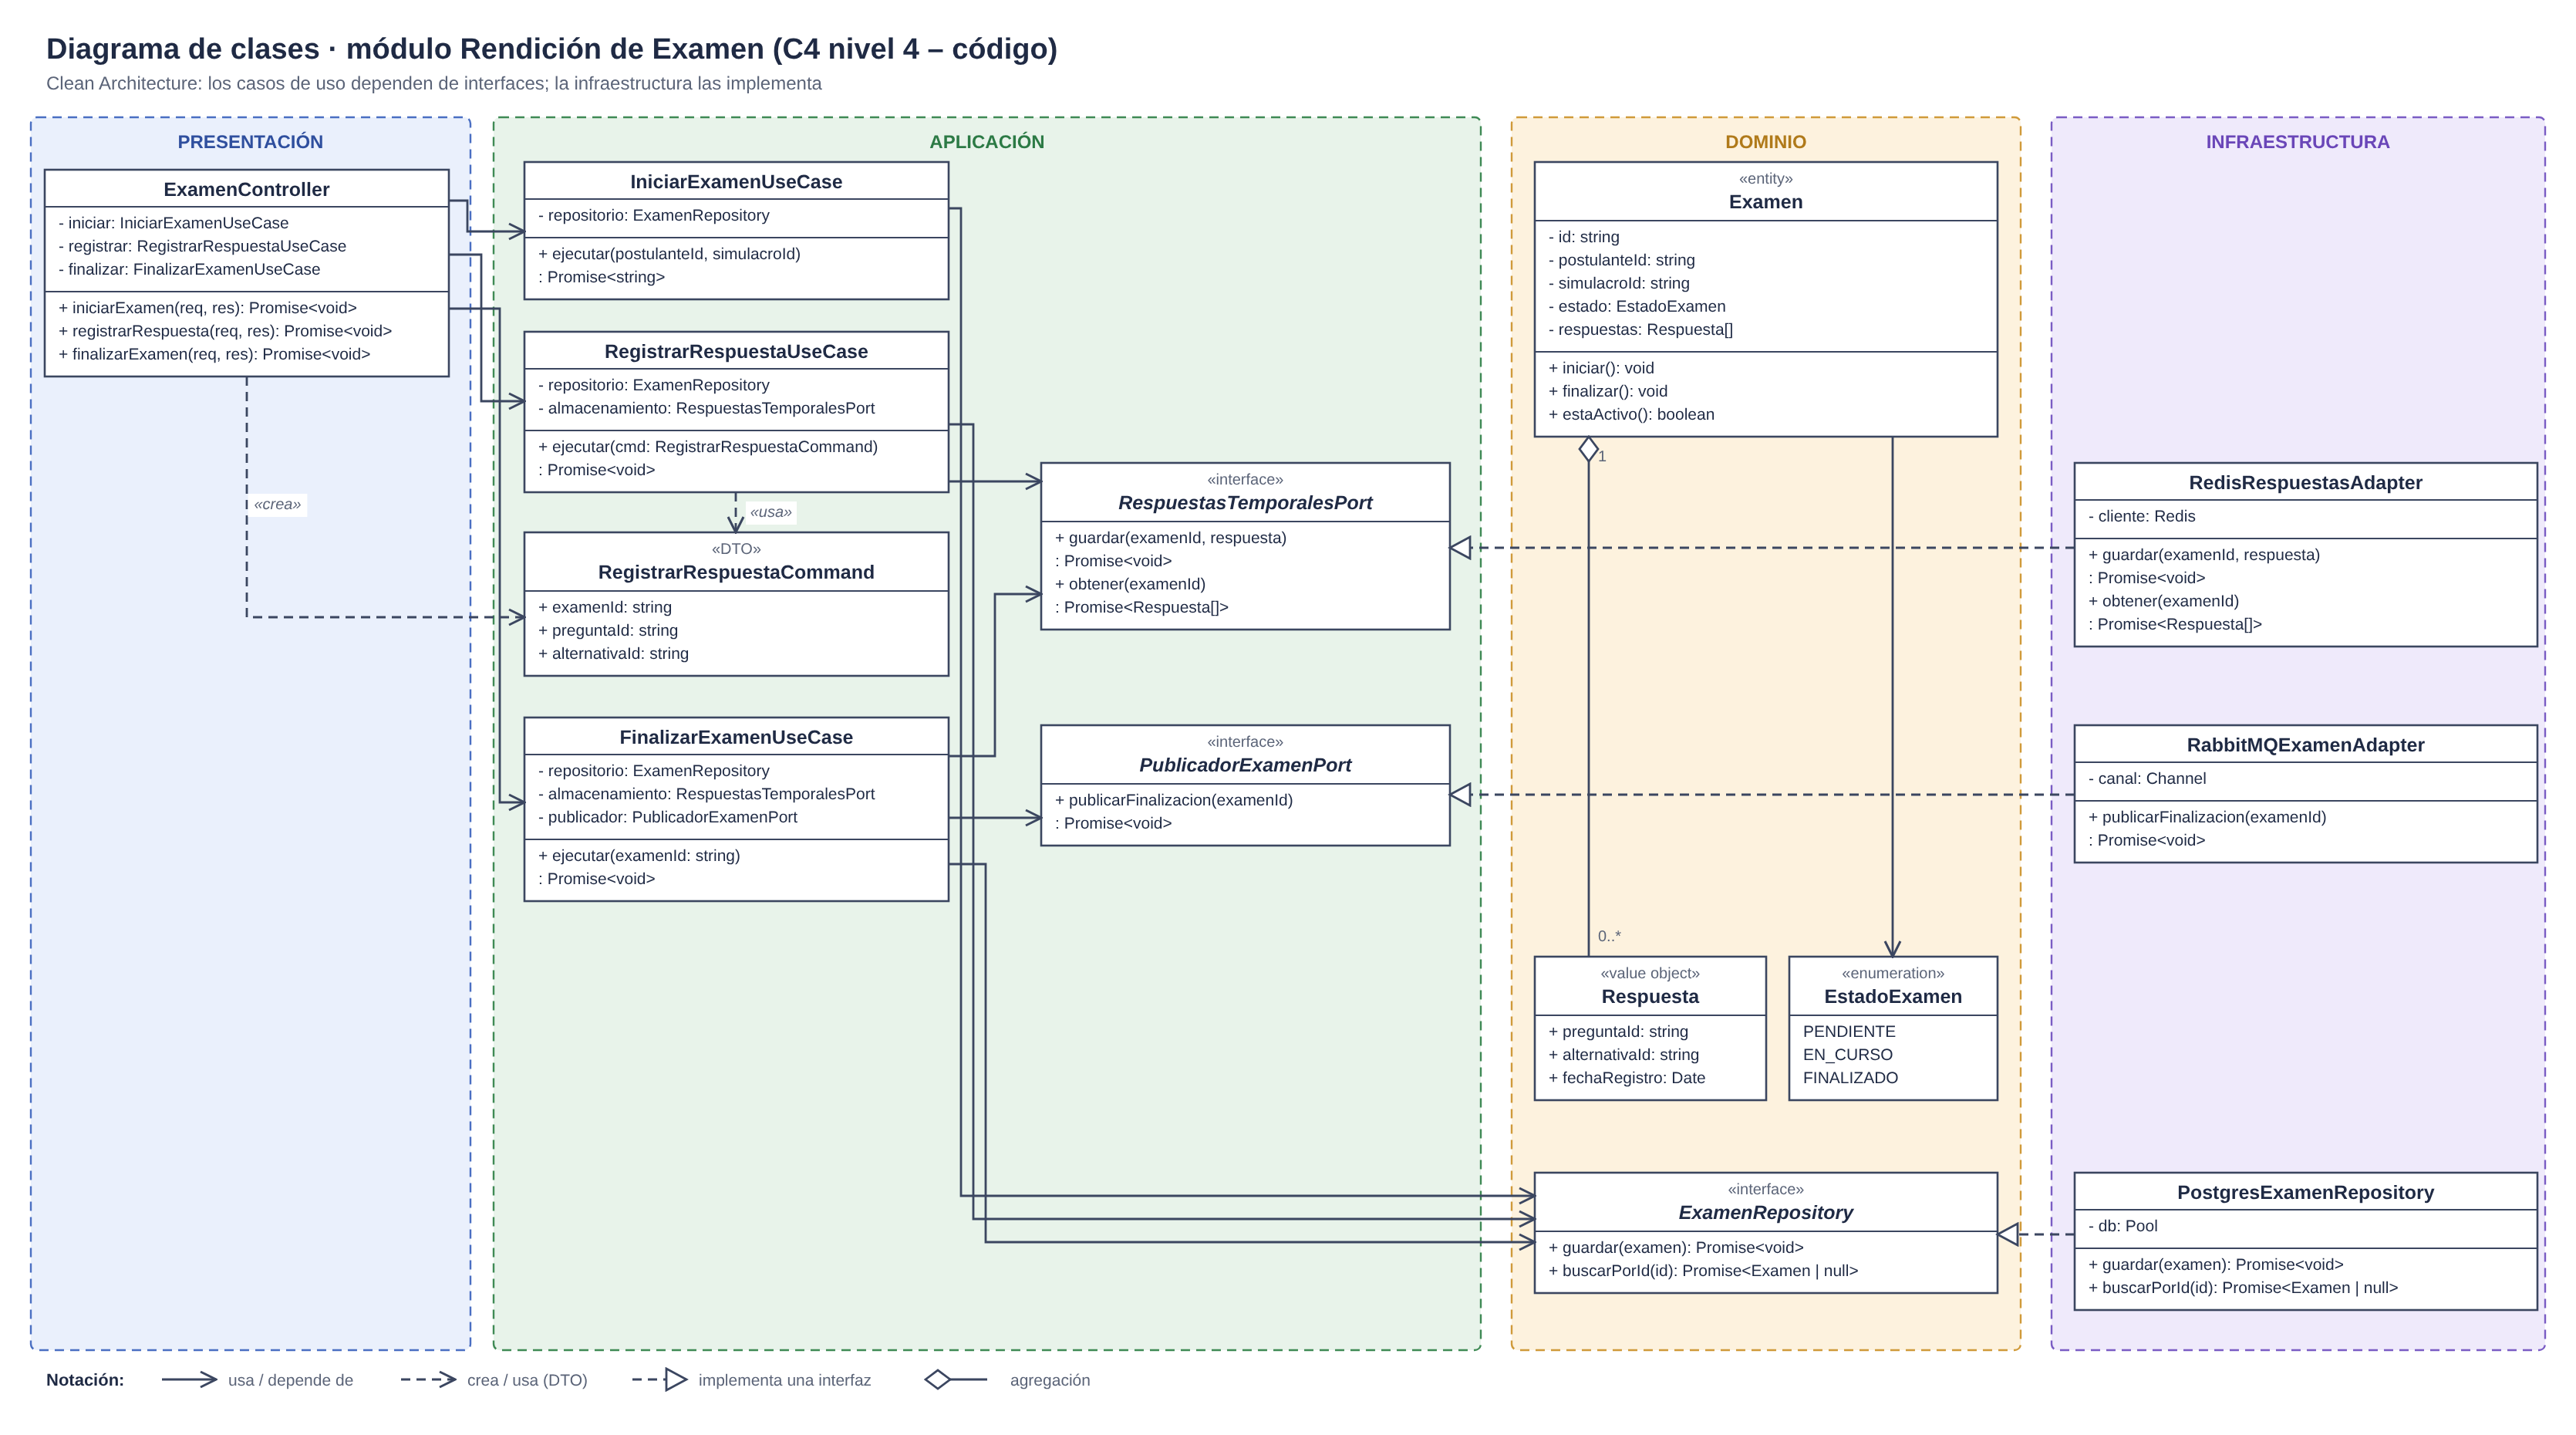 Diagrama de clases · módulo Rendición de Examen (C4 nivel 4 – código)
Clean Architecture: los casos de uso dependen de interfaces; la infraestructura las implementa
PRESENTACIÓN
ExamenController
- iniciar: IniciarExamenUseCase
- registrar: RegistrarRespuestaUseCase
- finalizar: FinalizarExamenUseCase
+ iniciarExamen(req, res): Promise<void>
+ registrarRespuesta(req, res): Promise<void>
+ finalizarExamen(req, res): Promise<void>
«crea»
APLICACIÓN
IniciarExamenUseCase
- repositorio: ExamenRepository
+ ejecutar(postulanteId, simulacroId)
: Promise<string>
RegistrarRespuestaUseCase
- repositorio: ExamenRepository
- almacenamiento: RespuestasTemporalesPort
+ ejecutar(cmd: RegistrarRespuestaCommand)
: Promise<void>
«usa»
«DTO»
RegistrarRespuestaCommand
+ examenId: string
+ preguntaId: string
+ alternativaId: string
FinalizarExamenUseCase
- repositorio: ExamenRepository
- almacenamiento: RespuestasTemporalesPort
- publicador: PublicadorExamenPort
+ ejecutar(examenId: string)
: Promise<void>
«interface»
RespuestasTemporalesPort
+ guardar(examenId, respuesta)
: Promise<void>
+ obtener(examenId)
: Promise<Respuesta[]>
«interface»
PublicadorExamenPort
+ publicarFinalizacion(examenId)
: Promise<void>
DOMINIO
«entity»
Examen
- id: string
- postulanteId: string
- simulacroId: string
- estado: EstadoExamen
- respuestas: Respuesta[]
+ iniciar(): void
+ finalizar(): void
+ estaActivo(): boolean
1
0..*
«value object»
Respuesta
+ preguntaId: string
+ alternativaId: string
+ fechaRegistro: Date
«enumeration»
EstadoExamen
PENDIENTE
EN_CURSO
FINALIZADO
«interface»
ExamenRepository
+ guardar(examen): Promise<void>
+ buscarPorId(id): Promise<Examen | null>
INFRAESTRUCTURA
RedisRespuestasAdapter
- cliente: Redis
+ guardar(examenId, respuesta)
: Promise<void>
+ obtener(examenId)
: Promise<Respuesta[]>
RabbitMQExamenAdapter
- canal: Channel
+ publicarFinalizacion(examenId)
: Promise<void>
PostgresExamenRepository
- db: Pool
+ guardar(examen): Promise<void>
+ buscarPorId(id): Promise<Examen | null>
Notación:
usa / depende de
crea / usa (DTO)
implementa una interfaz
agregación